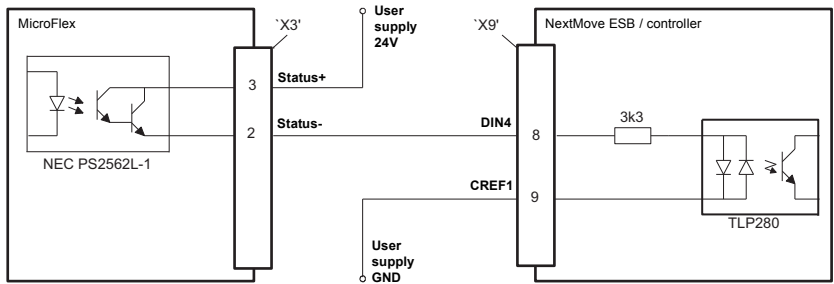 MicroFlex
`X3'
User
supply
24V
`X9'
NextMove ESB / controller
3
Status+
2
Status-
DIN4
8
3k3
NEC PS2562L-1
CREF1
9
TLP280
User
supply
GND